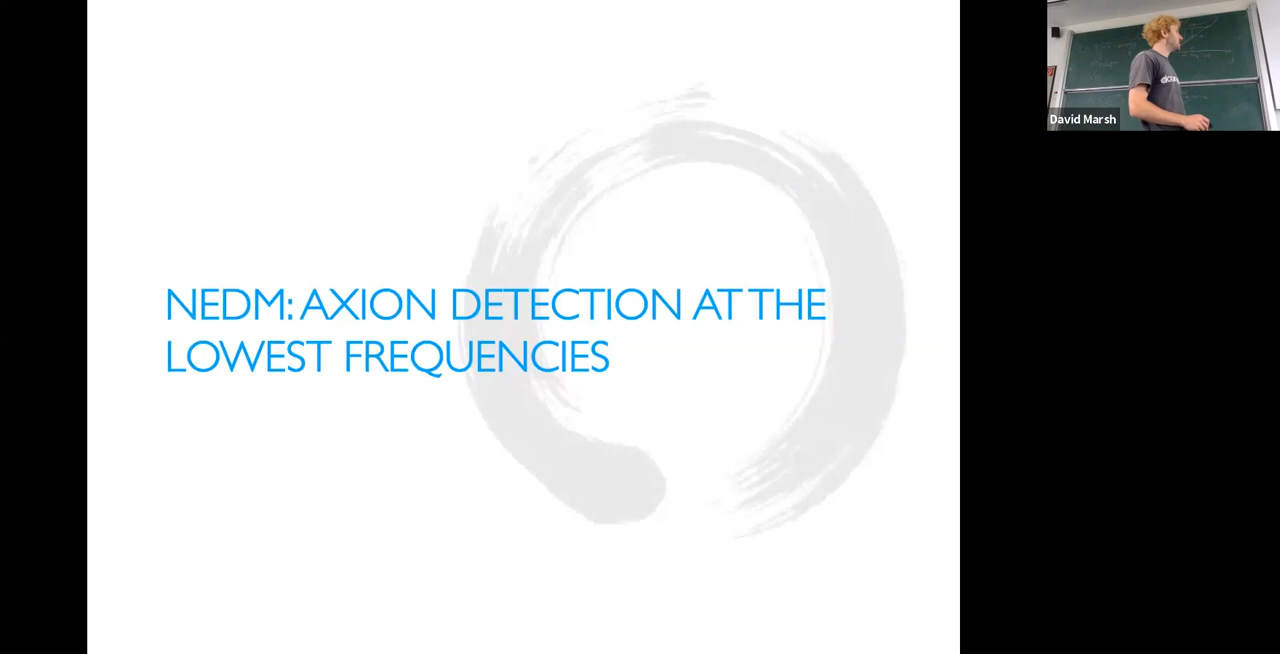 NEDM: AXION DETECTION AT THE
LOWEST FREQUENCIES
David Marsh